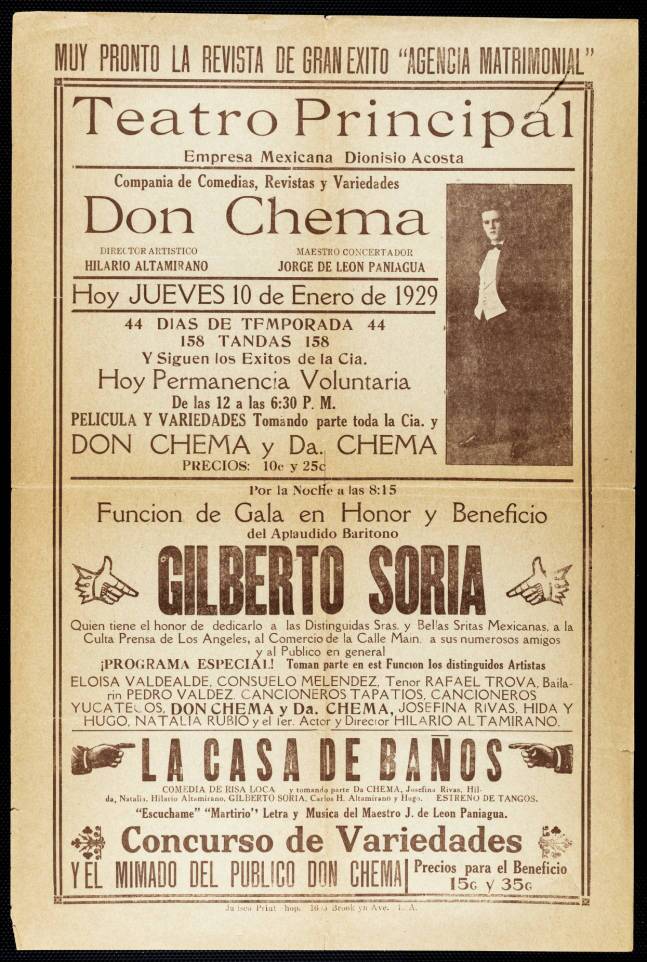 MUY PRONTO LA REVISTA DE GRAN EXITO "AGENCIA MATRIMONIAL"
Teatro Principal
Empresa Mexicana Dionisio Acosta
Compania de Comedias, Revistas y Variedades
Don Chema
DIRECTOR ARTISTICO
HILARIO ALTAMIRANO
MAESTRO CONCERTADOR
JORGE DE LEON PANIAGUA
Hoy JUEVES 10 de Enero de 1929
44 DIAS DE TEMPORADA 44
158 TANDAS 158
Y Siguen los Exitos de la Cia.
Hoy Permanencia Voluntaria
De las 12 a las 6:30 P. M.
PELICULA Y VARIEDADES Tomando parte toda la Cia. y
DON CHEMA y Da. CHEMA
PRECIOS: 10c y 25c
Por la Noche a las 8:15
Funcion de Gala en Honor y Beneficio
del Aplaudido Baritono
GILBERTO SORIA
Quien tiene el honor de dedicarlo a las Distinguidas Sras. y Bellas Sritas Mexicanas, a la
Culta Prensa de Los Angeles, al Comercio de la Calle Main. a sus numerosos amigos
y al Publico en general
¡PROGRAMA ESPECIAL! Toman parte en est Funcion los distinguidos Artistas
ELOISA VALDEALDE, CONSUELO MELENDEZ, Tenor RAFAEL TROVA, Baila-
rin PEDRO VALDEZ, CANCIONEROS TAPATIOS, CANCIONEROS
YUCATECOS, DON CHEMA y Da. CHEMA, JOSEFINA RIVAS, HIDA Y
HUGO, NATALIA RUBIO y el 1er. Actor y Director HILARIO ALTAMIRANO.
LA CASA DE BAÑOS
COMEDIA DE RISA LOCA y tomando parte Da CHEMA, Josefina Rivas, Hil-
da, Natalia, Hilario Altamirano, GILBERTO SORIA, Carlos H. Altamirano y Hugo. ESTRENO DE TANGOS.
"Escuchame" "Martirio" Letra y Musica del Maestro J. de Leon Paniagua.
Concurso de Variedades
Y EL MIMADO DEL PUBLICO DON CHEMA
Precios para el Beneficio
15c y 35c
Print Ave. L. A.